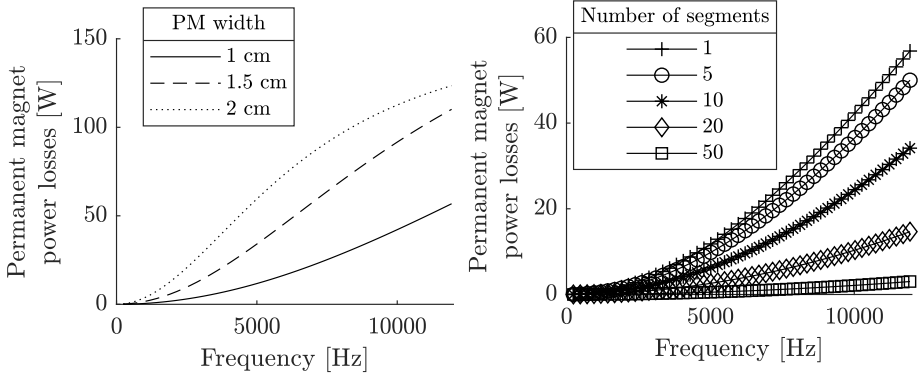 PM width
1 cm
1.5 cm
2 cm
150
100
50
0
0 5000 10000
Frequency [Hz]
Permanent magnet
power losses [W]
Number of segments
1
5
10
20
50
60
40
20
0
0 5000 10000
Frequency [Hz]
Permanent magnet
power losses [W]